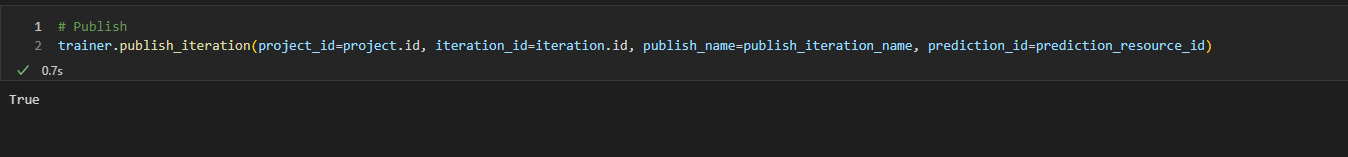 1 # Publish
2 trainer.publish_iteration(project_id=project.id, iteration_id=iteration.id, publish_name=publish_iteration_name, prediction_id=prediction_resource_id)
✓ 0.7s
True